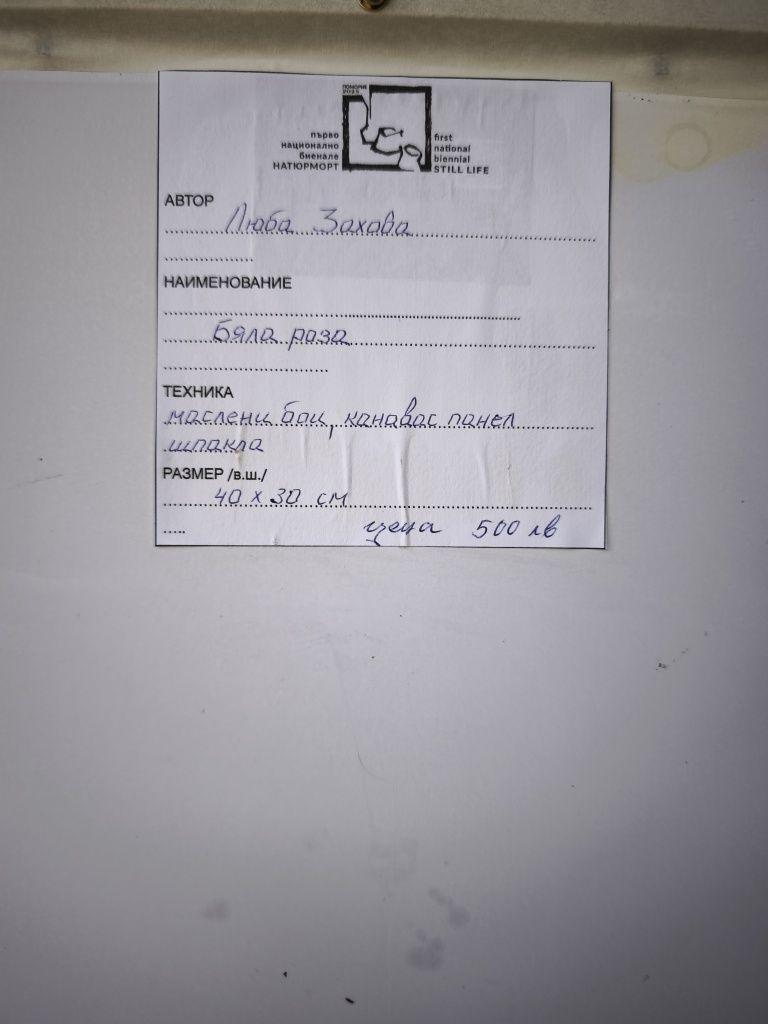 ПОМОРИЕ
2025
първо
национално
биенале
НАТЮРМОРТ
first
national
biennial
STILL LIFE
АВТОР
Люба Захова
НАИМЕНОВАНИЕ
Бяла роза
ТЕХНИКА
маслени бои, канавас панел
шпакла
РАЗМЕР /в.ш./
40 х 30 см
цена 500 лв